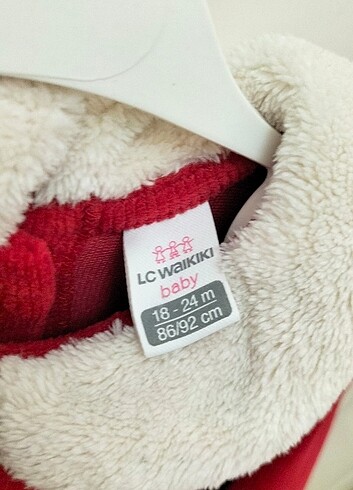 LC WAIKIKI
baby
18 - 24 m
86/92 cm